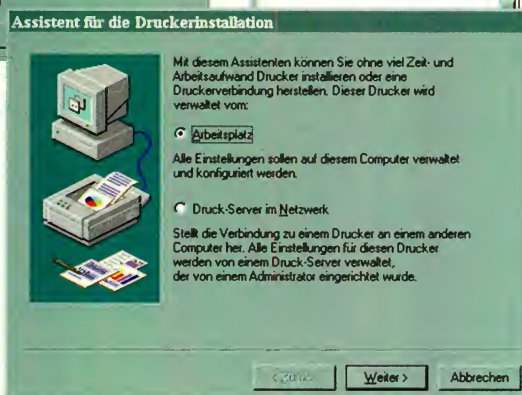 Assistent für die Druckerinstallation
Mit diesem Assistenten können Sie ohne viel Zeit- und
Arbeitsaufwand Drucker installieren oder eine
Druckerverbindung herstellen. Dieser Drucker wird
verwaltet vom:
Arbeitsplatz
Alle Einstellungen sollen auf diesem Computer verwaltet
und konfiguriert werden.
Druck-Server im Netzwerk
Stellt die Verbindung zu einem Drucker an einem anderen
Computer her. Alle Einstellungen für diesen Drucker
werden von einem Druck-Server verwaltet,
der von einem Administrator eingerichtet wurde.
Weiter > Abbrechen